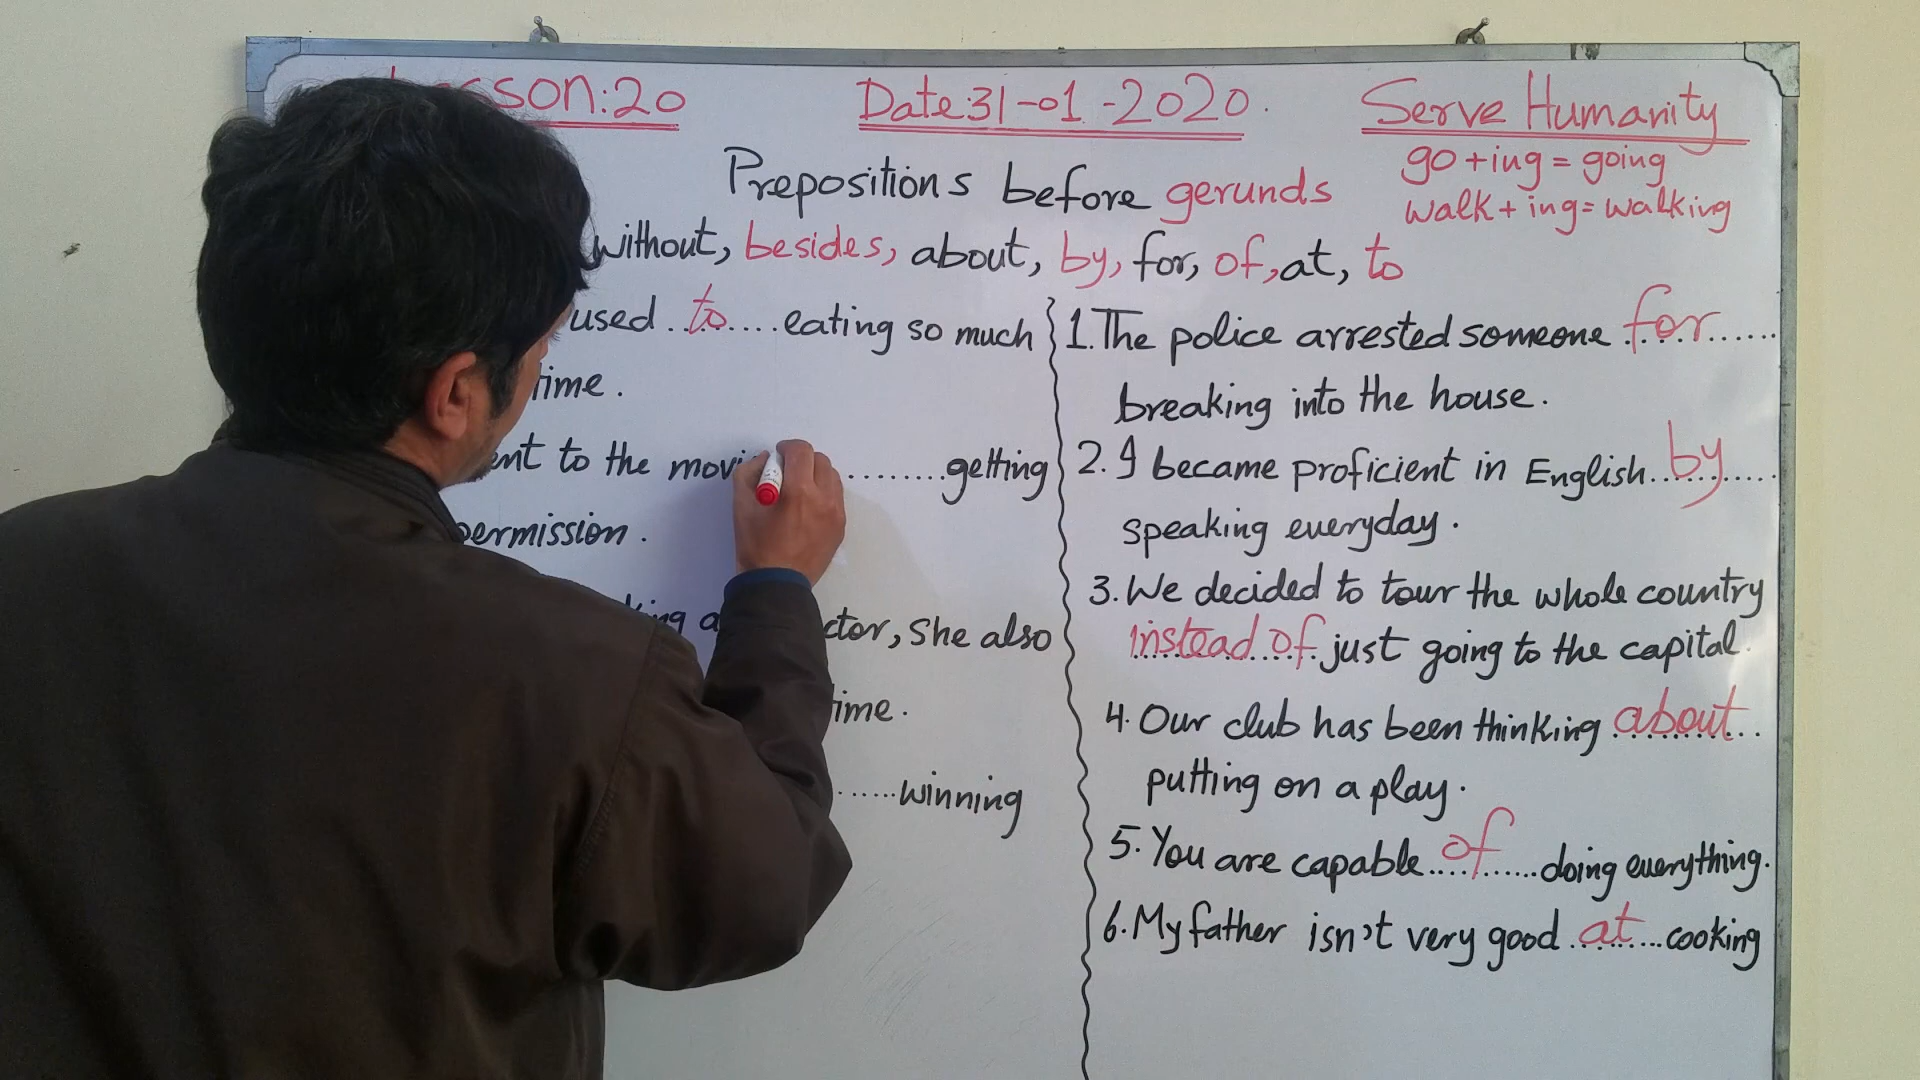 sson:20
Date:31-01-2020.
Serve Humanity
go+ing=going
walk+ing=walking
Prepositions before gerunds
without, besides, about, by, for, of, at, to
used ..to.... eating so much
time.
ent to the movi ........getting
permission.
king a ctor, She also
time.
......winning
1.The police arrested someone for......
breaking into the house.
2. I became proficient in English..by....
speaking everyday.
3. We decided to tour the whole country
instead of just going to the capital.
4. Our club has been thinking about...
putting on a play.
5. You are capable....of.....doing everything.
6. My father isn't very good .at....cooking